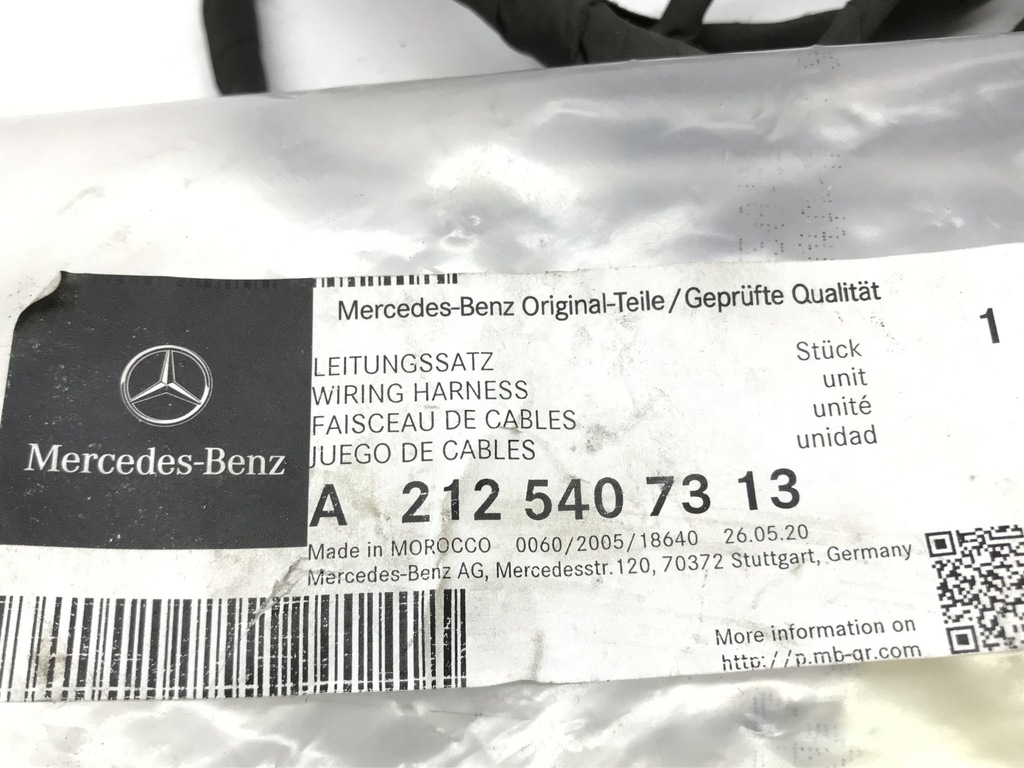 Mercedes-Benz Original-Teile/Geprüfte Qualität
1
LEITUNGSSATZ
WIRING HARNESS
FAISCEAU DE CABLES
JUEGO DE CABLES
Stück
unit
unité
unidad
Mercedes-Benz
A 212 540 73 13
Made in MOROCCO 0060/2005/18640 26.05.20
Mercedes-Benz AG, Mercedesstr.120, 70372 Stuttgart, Germany
More information on
http://p.mb-qr.com